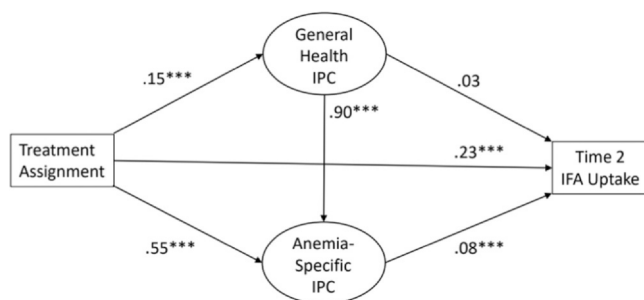 General
Health
IPC
.15***
.03
.90***
Treatment
Assignment
.23***
Time 2
IFA Uptake
.55***
Anemia-
Specific
IPC
.08***